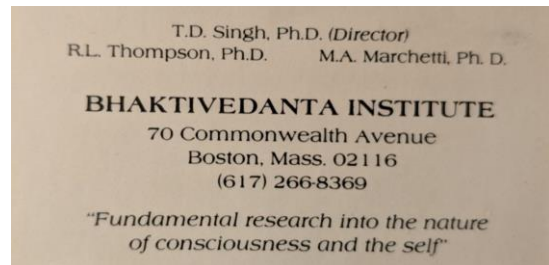 T.D. Singh, Ph.D. (Director)
R.L. Thompson, Ph.D. M.A. Marchetti, Ph. D.
BHAKTIVEDANTA INSTITUTE
70 Commonwealth Avenue
Boston, Mass. 02116
(617) 266-8369
“Fundamental research into the nature
of consciousness and the self”